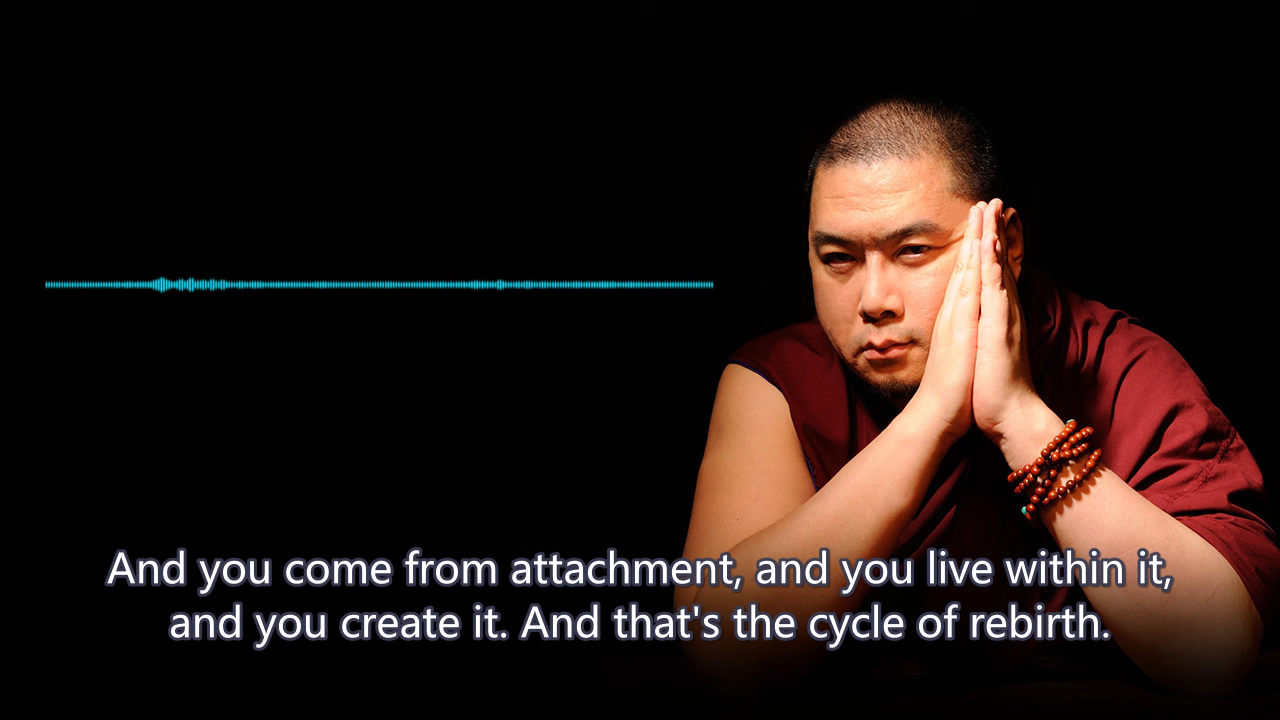 And you come from attachment, and you live within it,
and you create it. And that's the cycle of rebirth.